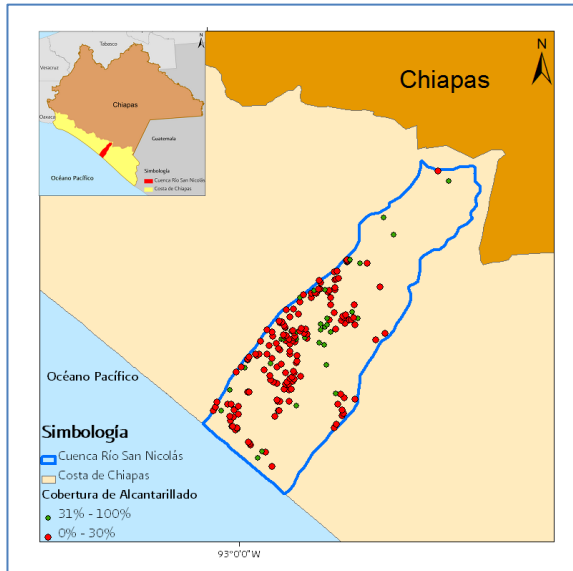 Tabasco
N
Veracruz
Chiapas
Oaxaca
Guatemala
Océano Pacífico
Simbología
Cuenca Río San Nicolás
Costa de Chiapas
N
Chiapas
Océano Pacífico
Simbología
Cuenca Río San Nicolás
Costa de Chiapas
Cobertura de Alcantarillado
31% - 100%
0% - 30%
93°0'0"W